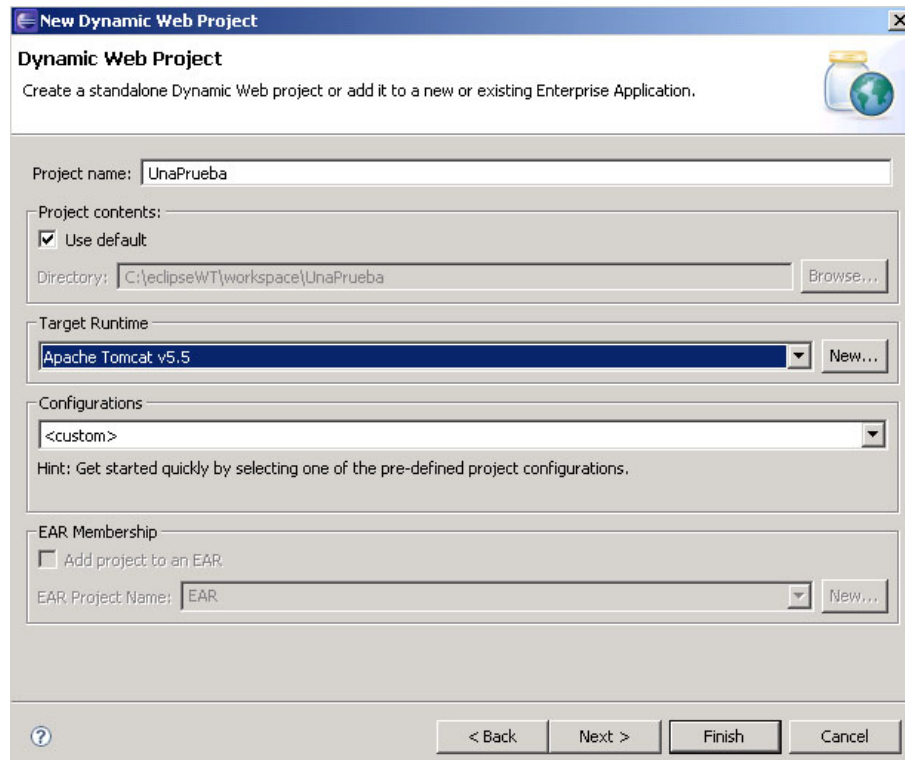 New Dynamic Web Project
Dynamic Web Project
Create a standalone Dynamic Web project or add it to a new or existing Enterprise Application.
Project name: UnaPrueba
Project contents:
Use default
Directory: C:\eclipseWT\workspace\UnaPrueba Browse...
Target Runtime
Apache Tomcat v5.5 New...
Configurations
<custom>
Hint: Get started quickly by selecting one of the pre-defined project configurations.
EAR Membership
Add project to an EAR
EAR Project Name: EAR New...
? < Back Next > Finish Cancel